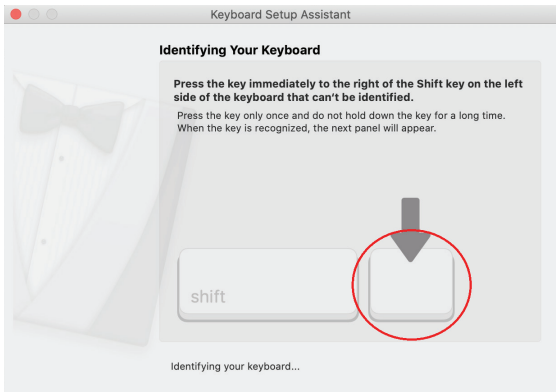 Keyboard Setup Assistant
Identifying Your Keyboard
Press the key immediately to the right of the Shift key on the left
side of the keyboard that can't be identified.
Press the key only once and do not hold down the key for a long time.
When the key is recognized, the next panel will appear.
shift
Identifying your keyboard...